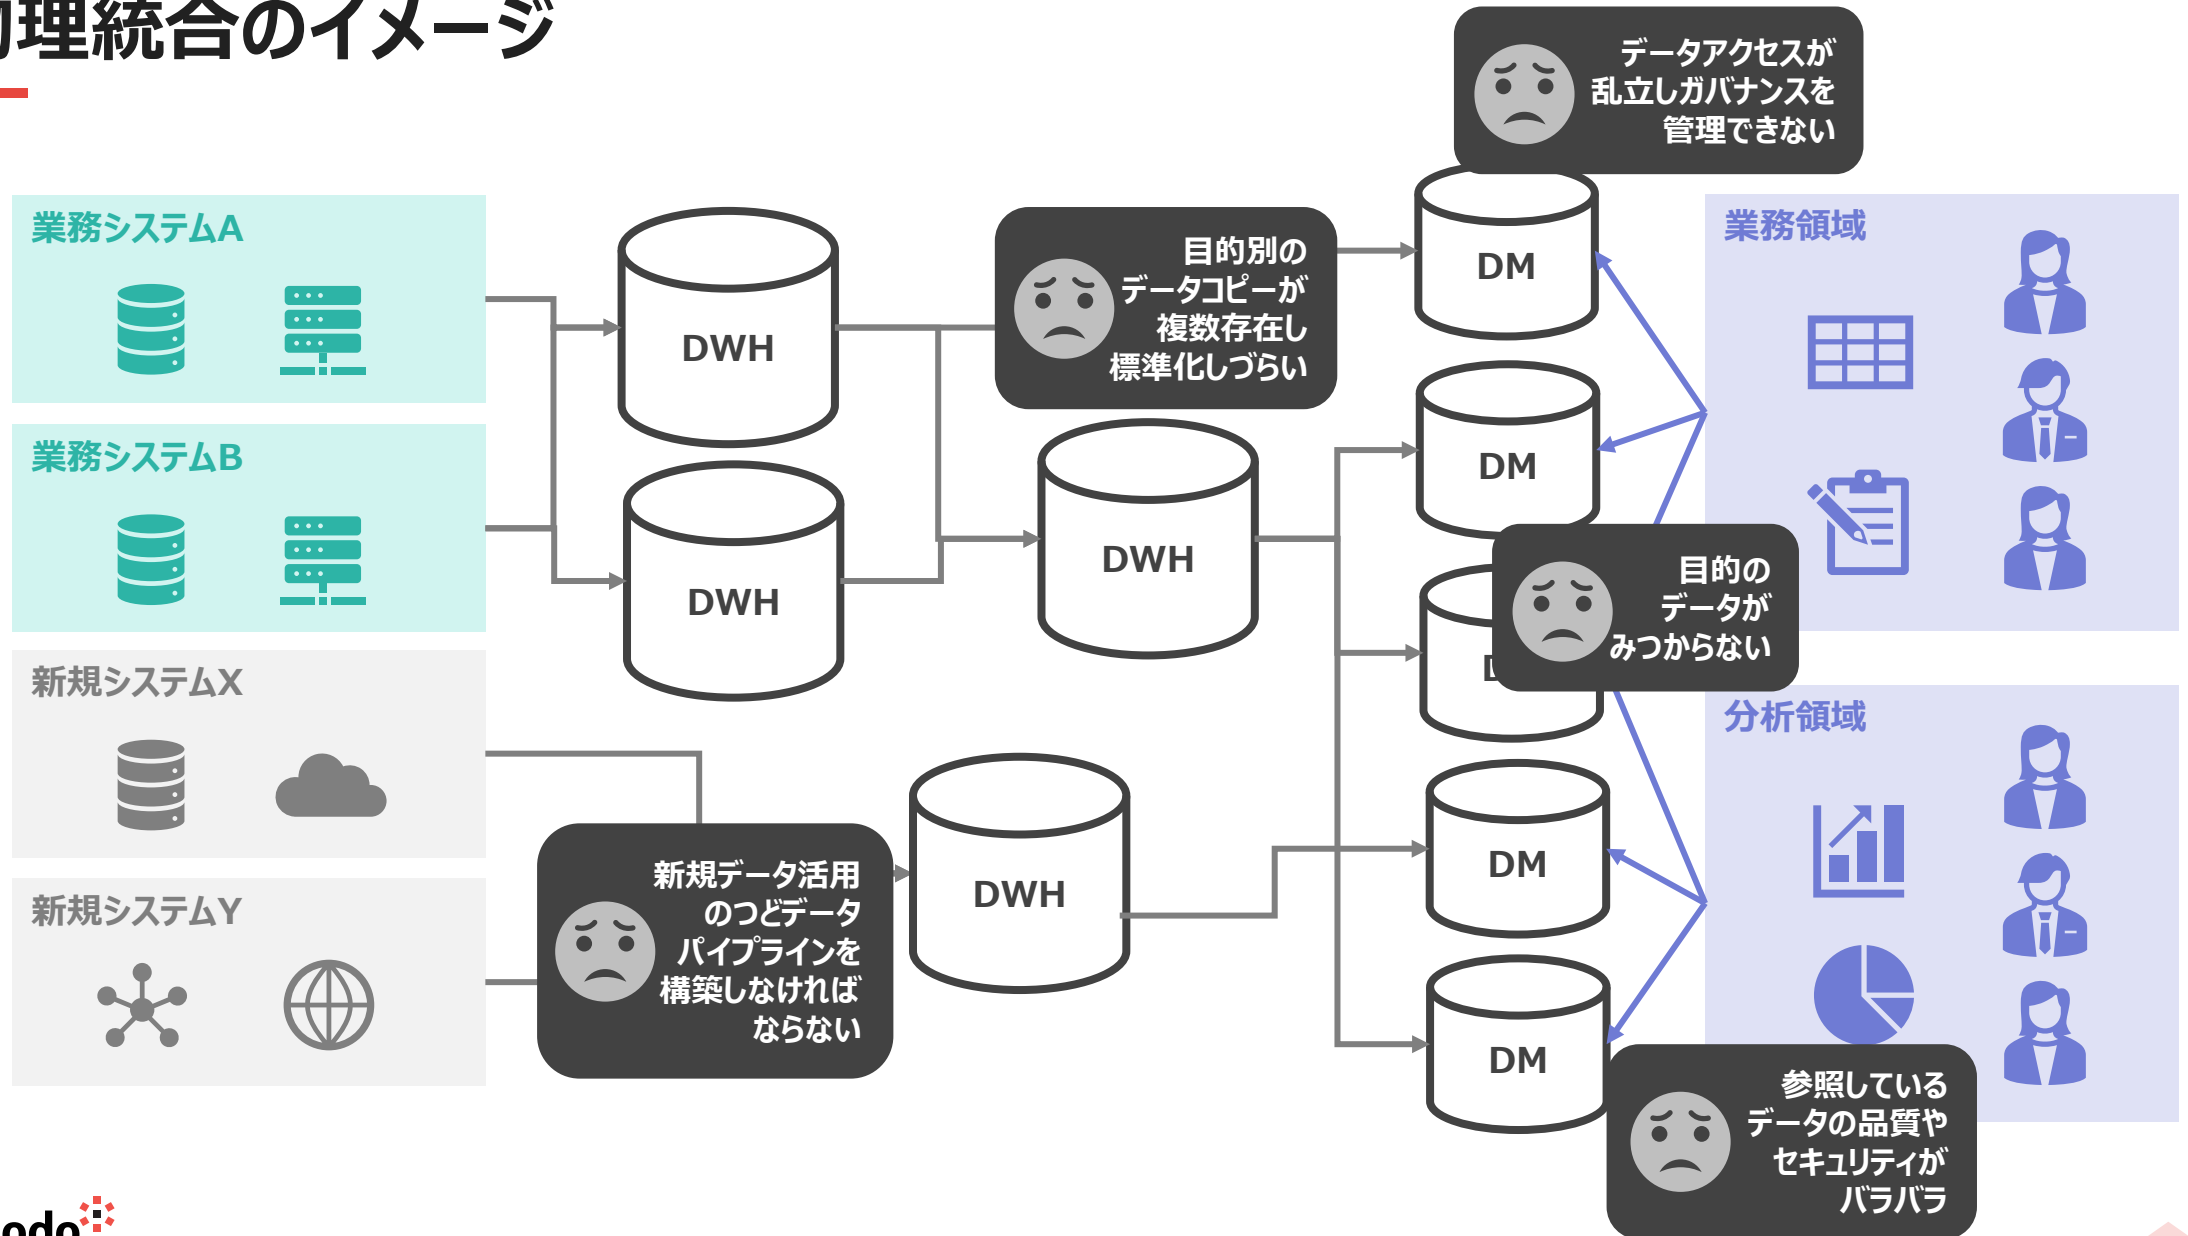 理統合のイメージ
データアクセスが
乱立しガバナンスを
管理できない
業務システムA
業務システムB
新規システムX
新規システムY
DWH
DWH
目的別の
データコピーが
複数存在し
標準化しづらい
DWH
新規データ活用
のつどデータ
パイプラインを
構築しなければ
ならない
DWH
DM
DM
目的の
データが
みつからない
DM
DM
業務領域
分析領域
参照している
データの品質や
セキュリティが
バラバラ
odo